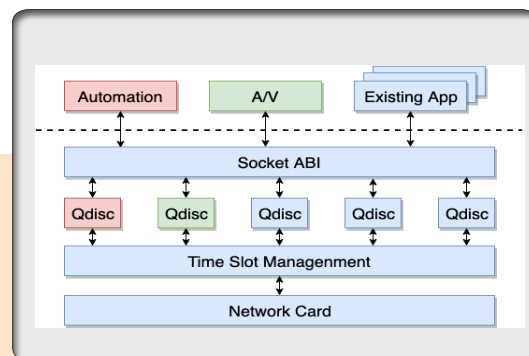 Automation A/V Existing App
Socket ABI
Qdisc Qdisc Qdisc Qdisc Qdisc
Time Slot Managenment
Network Card